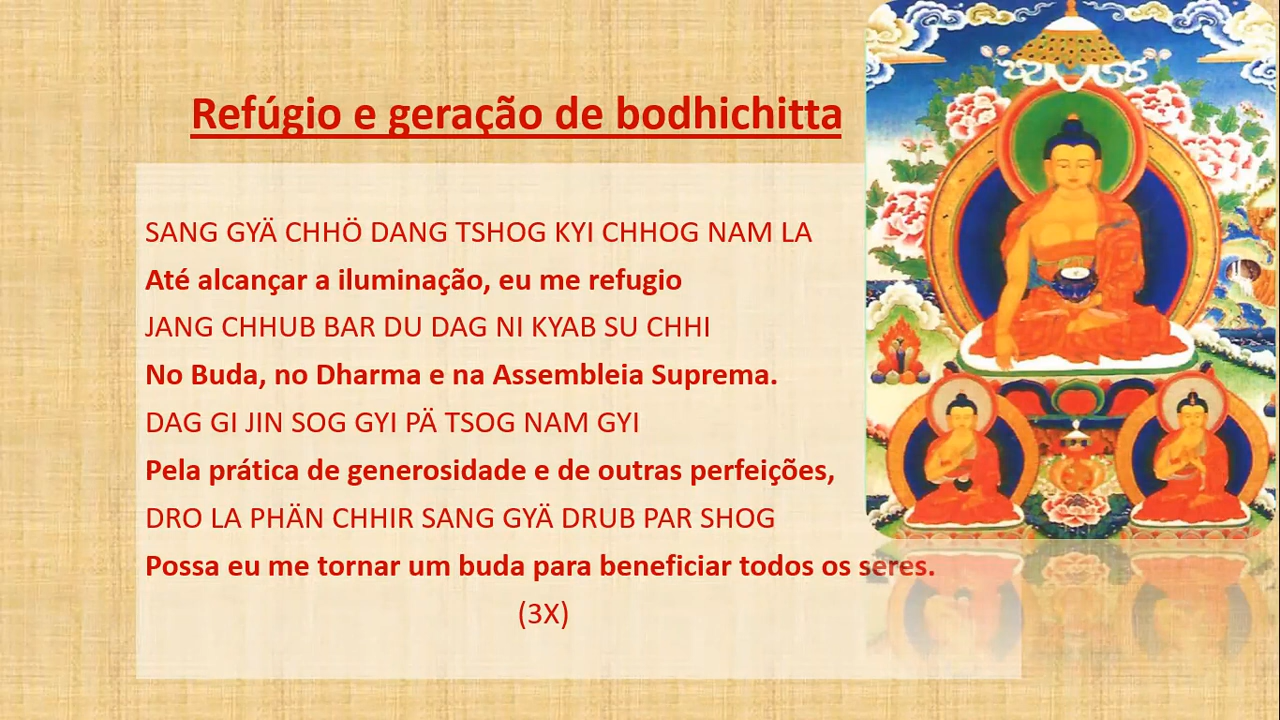 Refúgio e geração de bodhichitta
SANG GYÄ CHHÖ DANG TSHOG KYI CHHOG NAM LA
Até alcançar a iluminação, eu me refugio
JANG CHHUB BAR DU DAG NI KYAB SU CHHI
No Buda, no Dharma e na Assembleia Suprema.
DAG GI JIN SOG GYI PÄ TSOG NAM GYI
Pela prática de generosidade e de outras perfeições,
DRO LA PHÄN CHHIR SANG GYÄ DRUB PAR SHOG
Possa eu me tornar um buda para beneficiar todos os seres.
(3X)